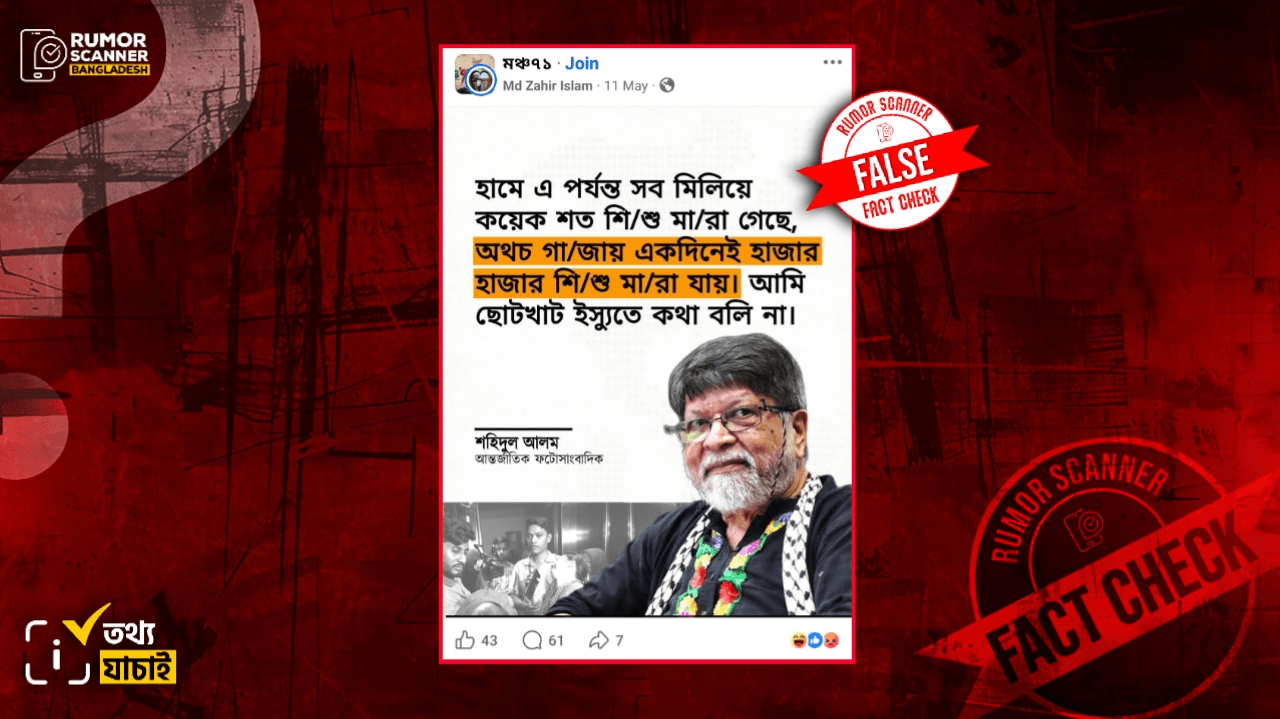 RUMOR
SCANNER
BANGLADESH
মঞ্চ৭১ · Join
Md Zahir Islam · 11 May ·
RUMOR SCANNER
FALSE
FACT CHECK
হামে এ পর্যন্ত সব মিলিয়ে
কয়েক শত শি/শু মা/রা গেছে,
অথচ গা/জায় একদিনেই হাজার
হাজার শি/শু মা/রা যায়। আমি
ছোটখাট ইস্যুতে কথা বলি না।
শহিদুল আলম
আন্তর্জাতিক ফটোসাংবাদিক
43 61 7
RUMOR SCANNER
FACT CHECK
তথ্য
যাচাই